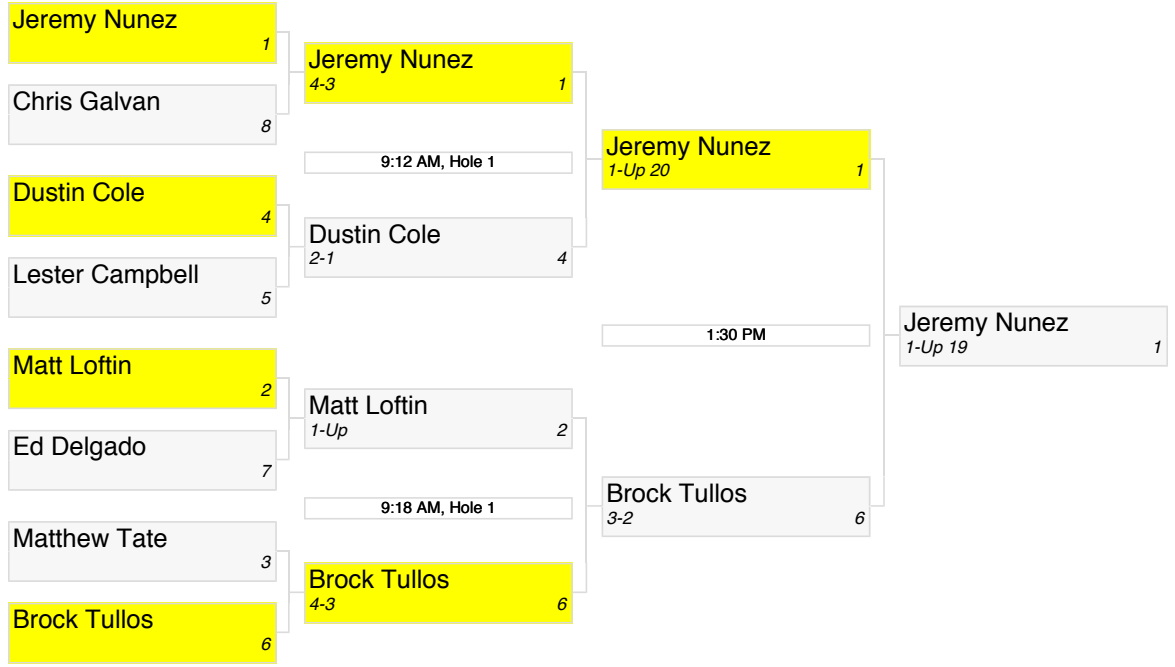 Jeremy Nunez
1
Chris Galvan
8
Dustin Cole
4
Lester Campbell
5
Matt Loftin
2
Ed Delgado
7
Matthew Tate
3
Brock Tullos
6
Jeremy Nunez
4-3 1
9:12 AM, Hole 1
Dustin Cole
2-1 4
Matt Loftin
1-Up 2
9:18 AM, Hole 1
Brock Tullos
4-3 6
Jeremy Nunez
1-Up 20 1
1:30 PM
Brock Tullos
3-2 6
Jeremy Nunez
1-Up 19 1